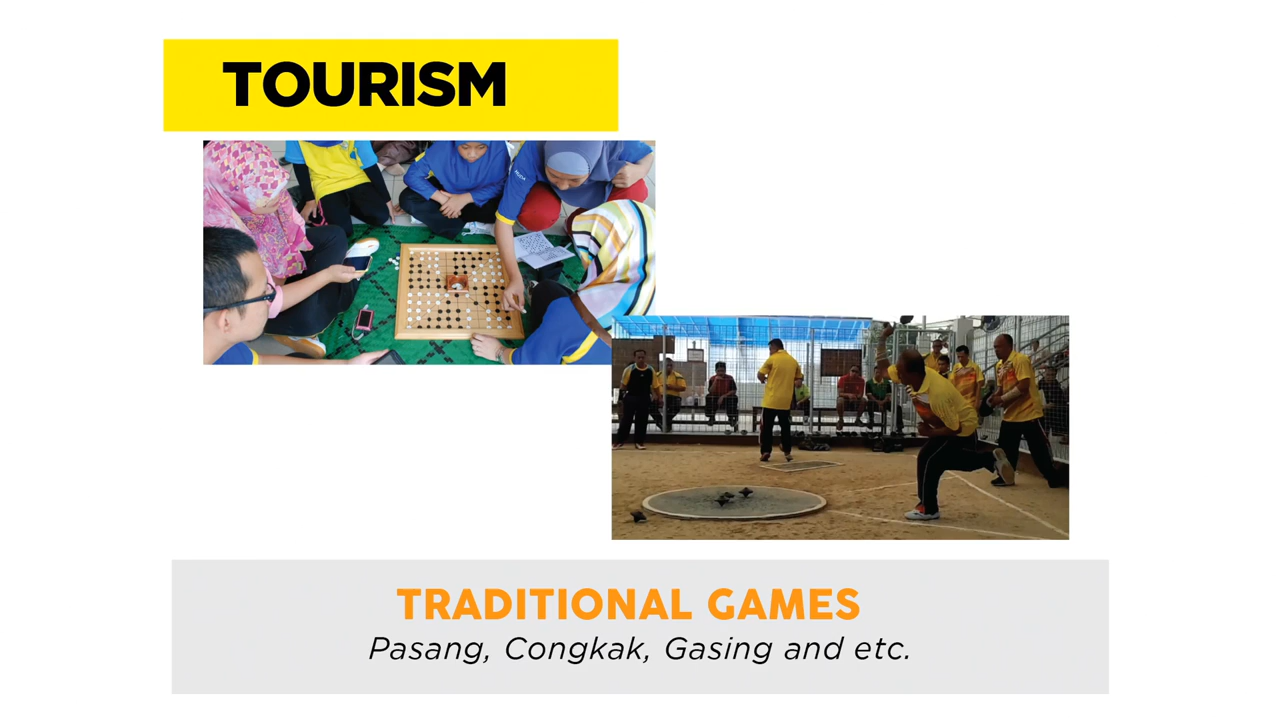 TOURISM
TRADITIONAL GAMES
Pasang, Congkak, Gasing and etc.